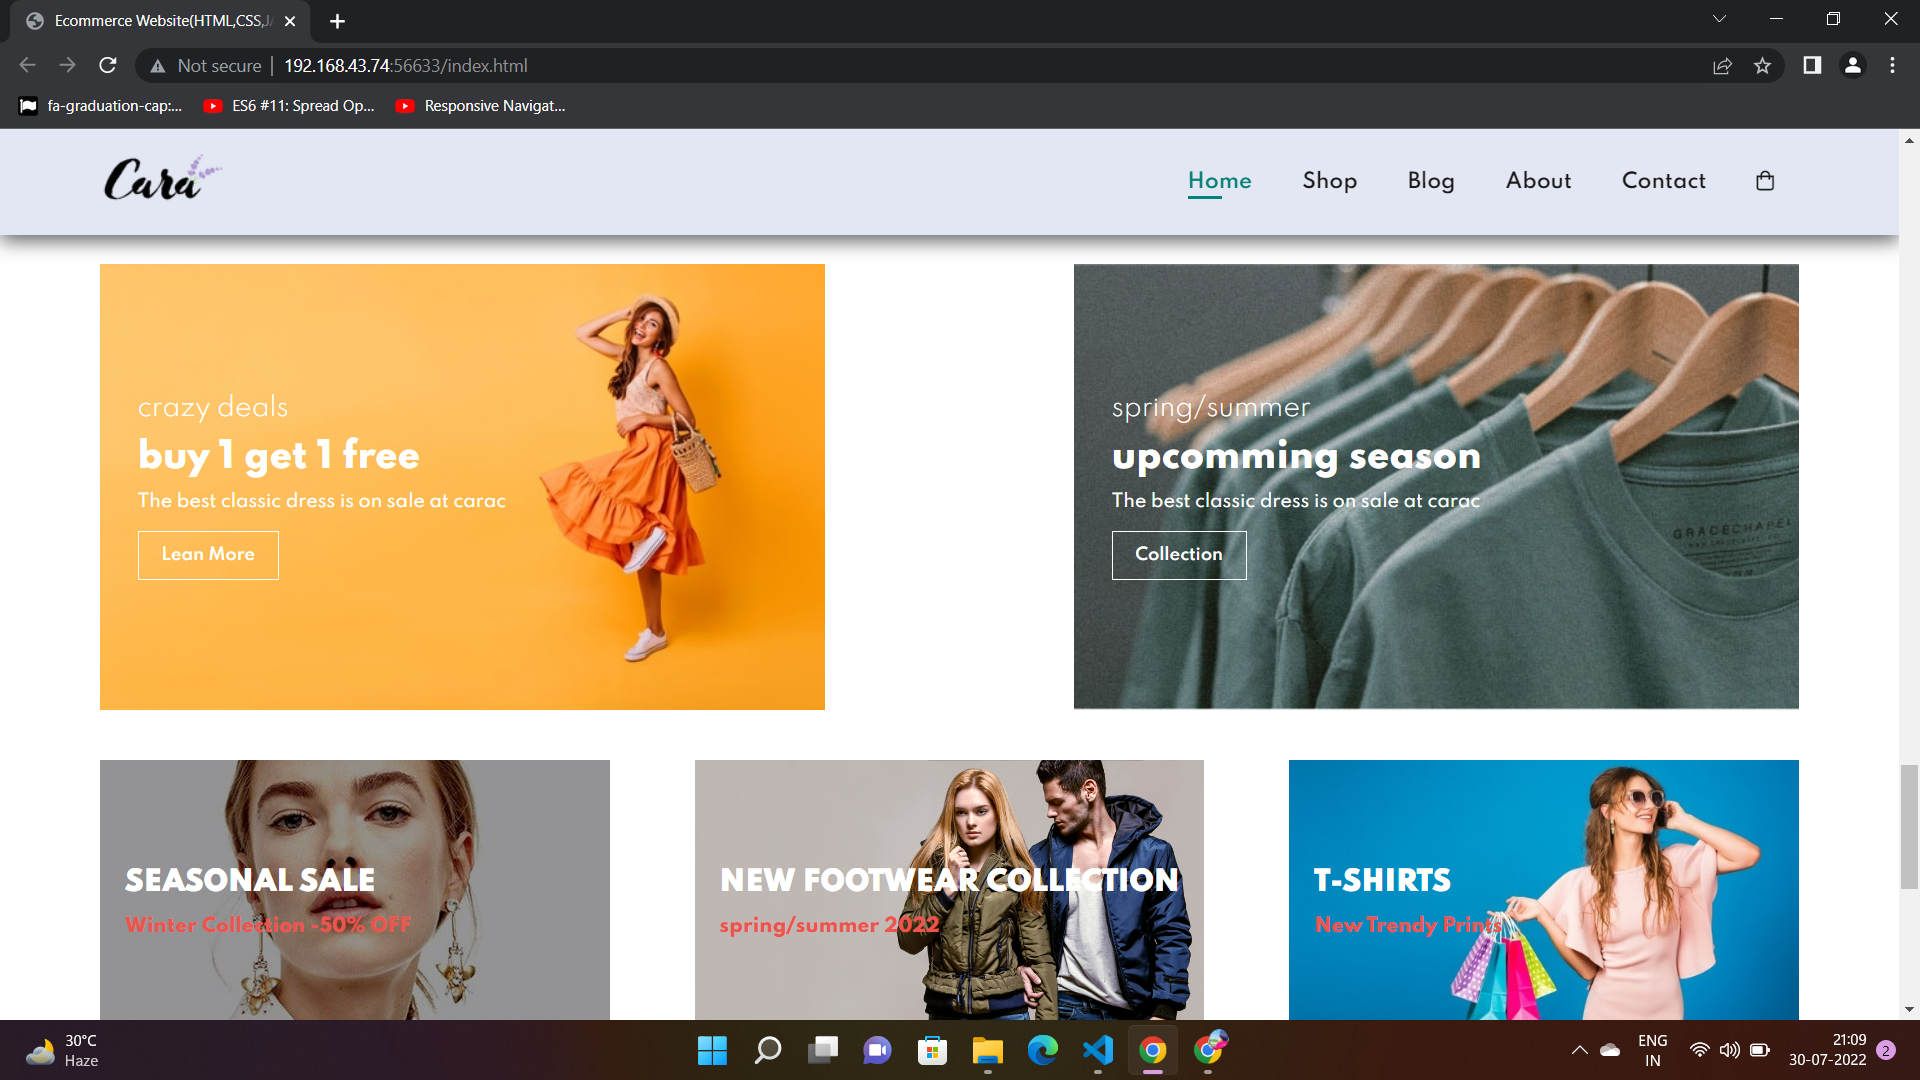 Ecommerce Website(HTML,CSS,JA
Not secure | 192.168.43.74:56633/index.html
fa-graduation-cap:... ES6 #11: Spread Op... Responsive Navigat...
Cara
Home Shop Blog About Contact
crazy deals
buy 1 get 1 free
The best classic dress is on sale at carac
Lean More
spring/summer
upcomming season
The best classic dress is on sale at carac
Collection
GRACECHAPEL
SEASONAL SALE
Winter Collection -50% OFF
NEW FOOTWEAR COLLECTION
spring/summer 2022
T-SHIRTS
New Trendy Prints
30°C
Haze
ENG
IN
21:09
30-07-2022
2